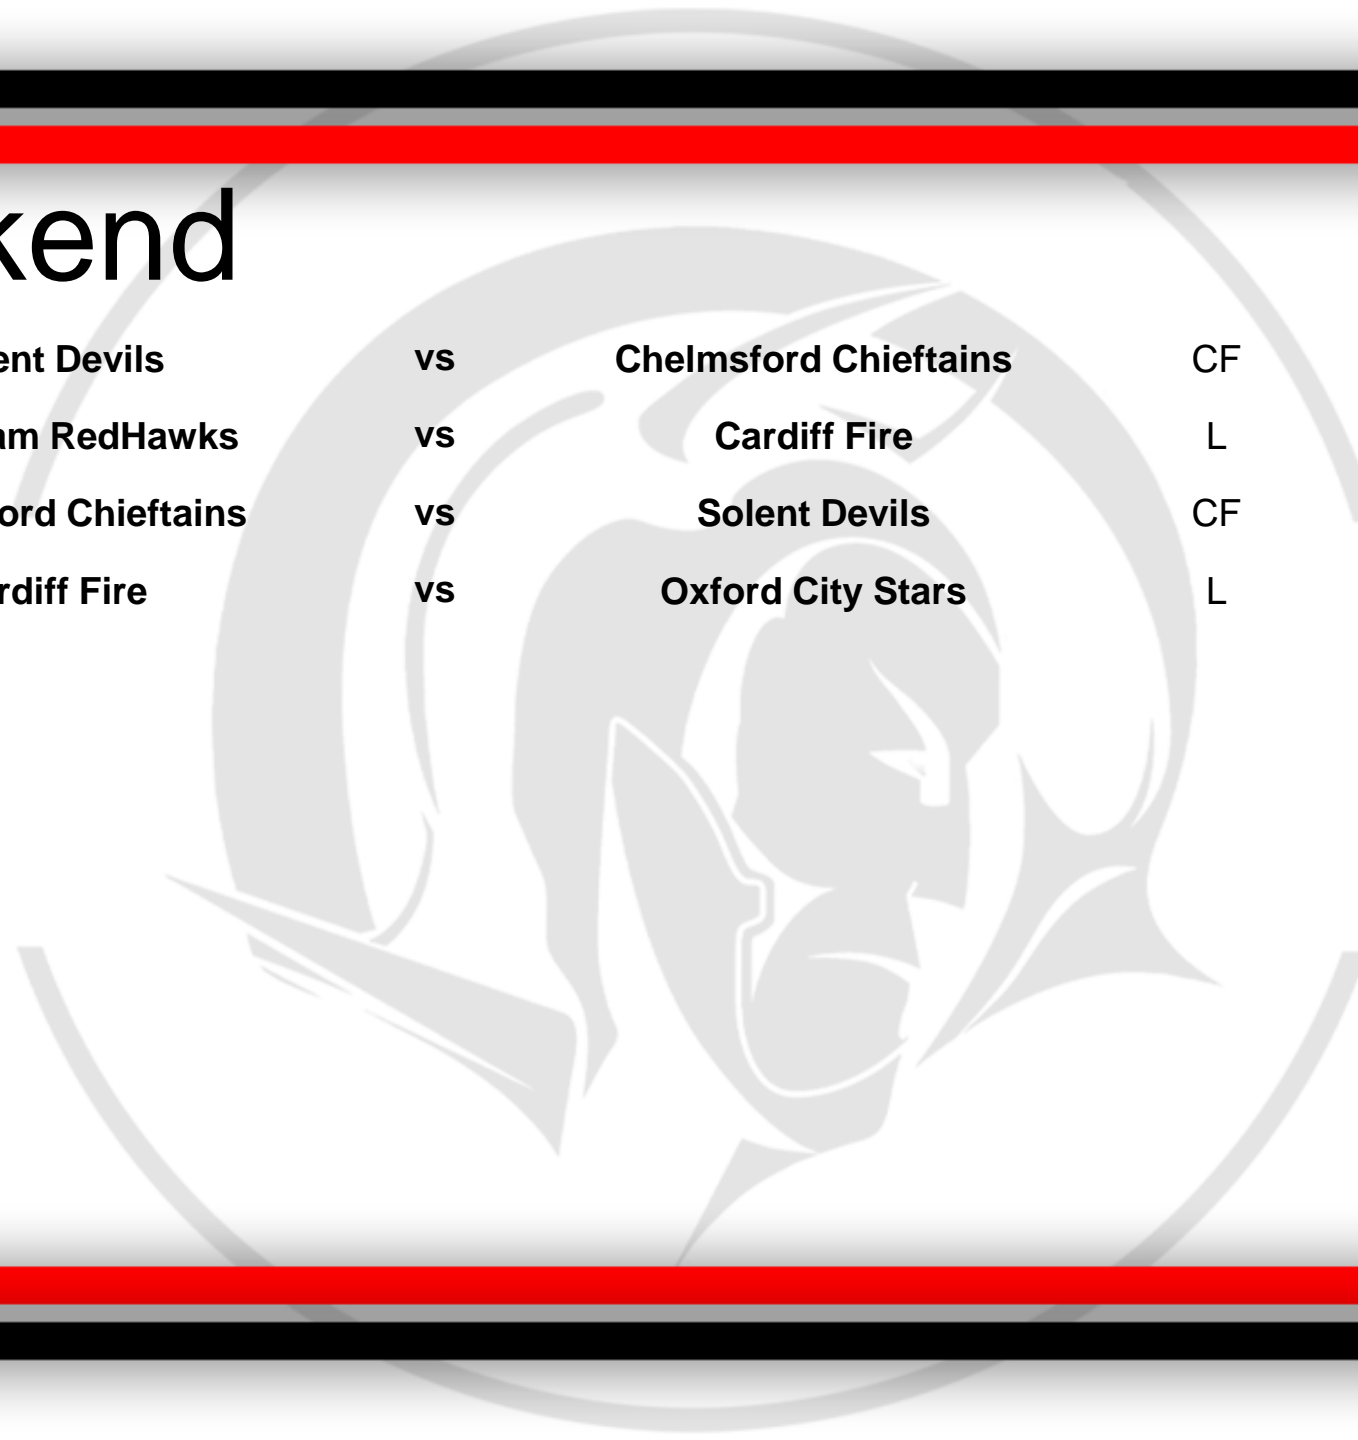 kend
ent Devils vs Chelmsford Chieftains CF
am RedHawks vs Cardiff Fire L
ord Chieftains vs Solent Devils CF
rdiff Fire vs Oxford City Stars L